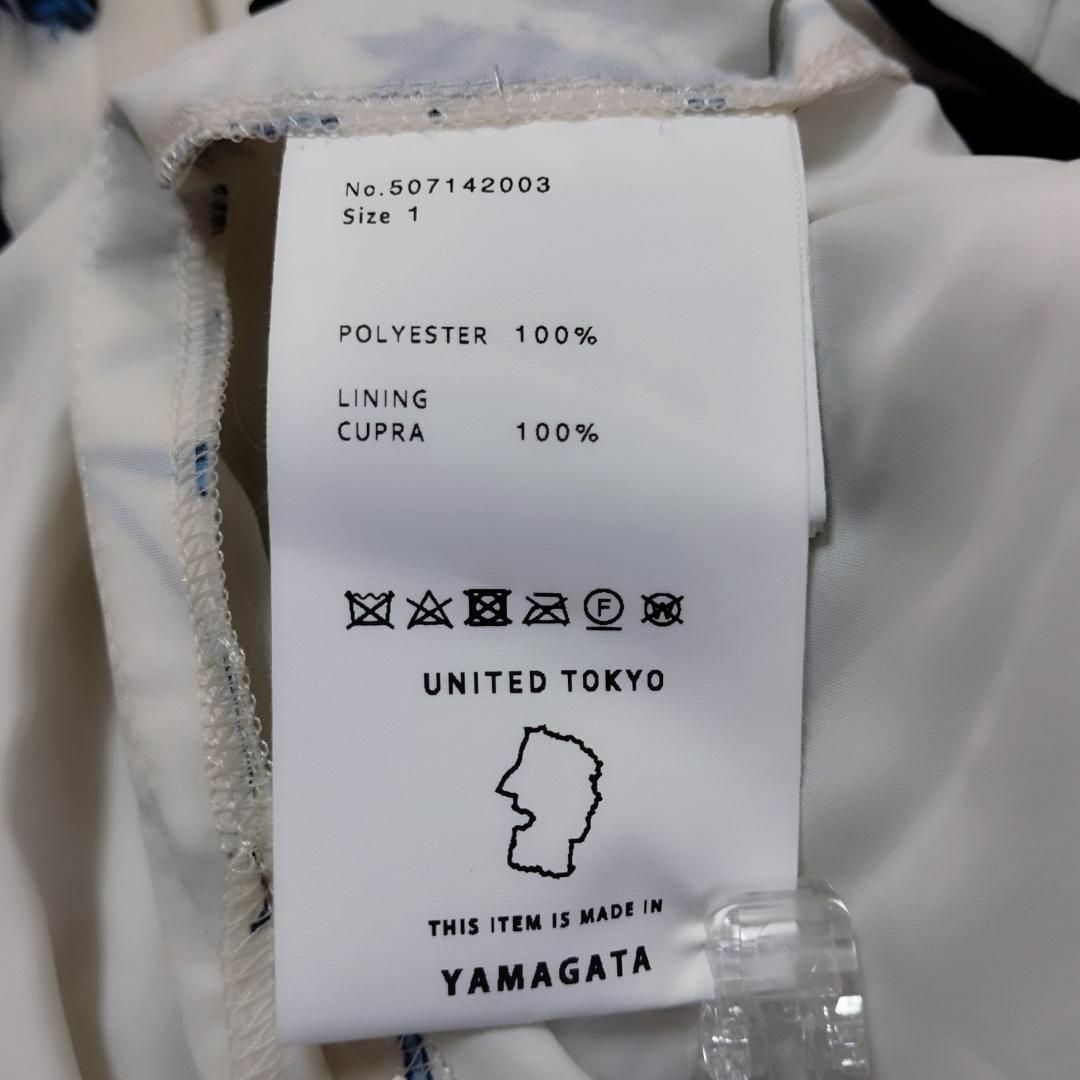 No.507142003
Size 1
POLYESTER 100%
LINING
CUPRA 100%
F W
UNITED TOKYO
THIS ITEM IS MADE IN
YAMAGATA